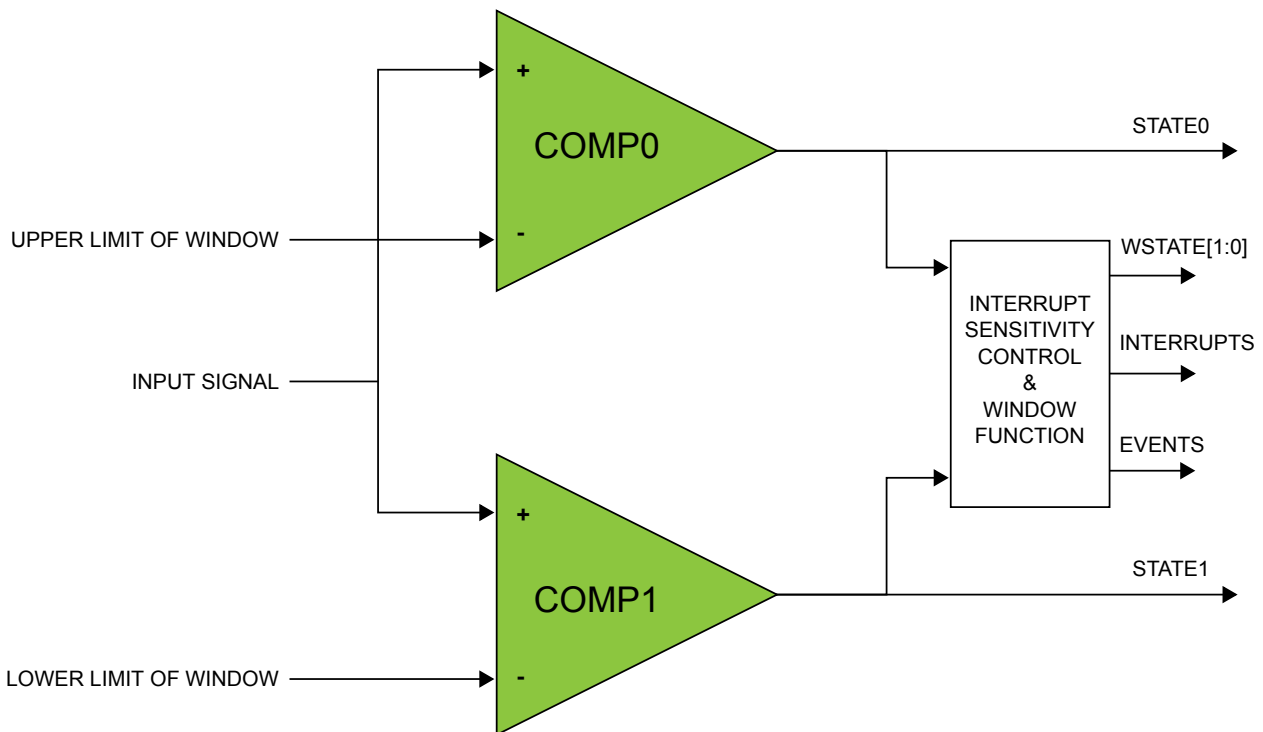 +
COMP0
-
STATE0
UPPER LIMIT OF WINDOW
WSTATE[1:0]
INTERRUPT
SENSITIVITY
CONTROL
&
WINDOW
FUNCTION
INTERRUPTS
INPUT SIGNAL
EVENTS
+
COMP1
-
STATE1
LOWER LIMIT OF WINDOW